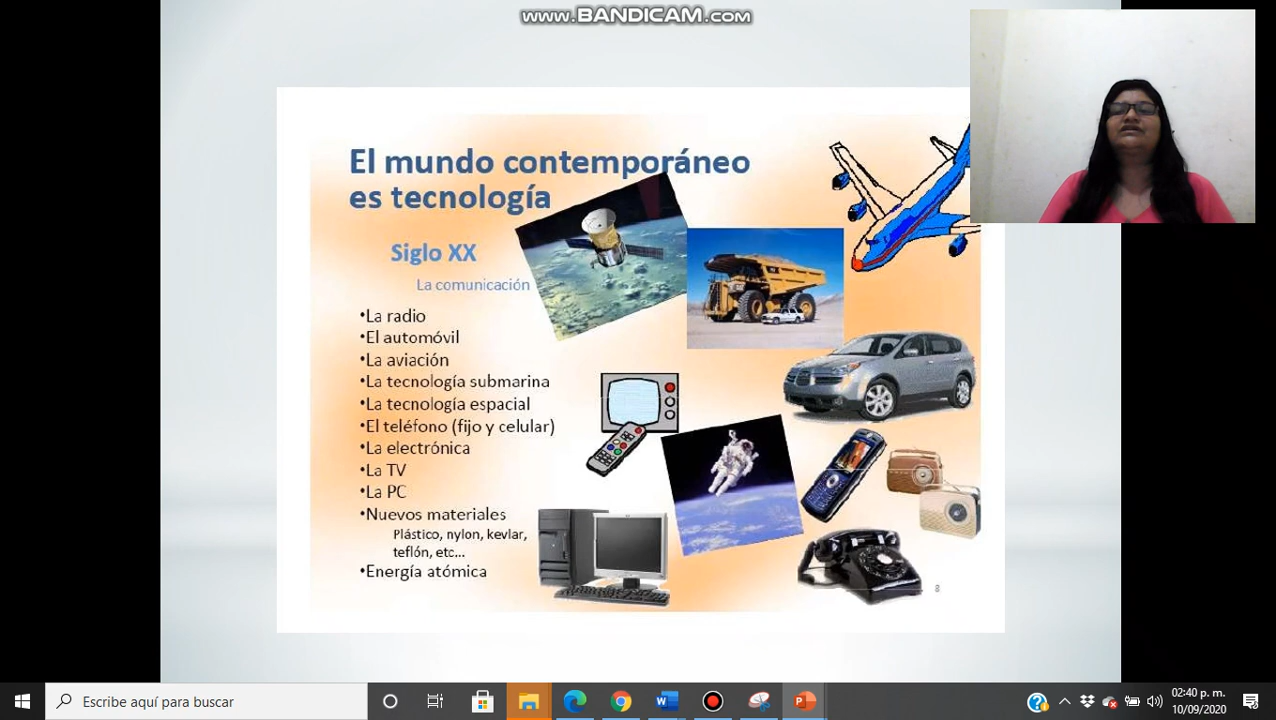 www.BANDICAM.com
El mundo contemporáneo
es tecnología
Siglo XX
La comunicación
•La radio
•El automóvil
•La aviación
•La tecnología submarina
•La tecnología espacial
•El teléfono (fijo y celular)
•La electrónica
•La TV
•La PC
•Nuevos materiales
Plástico, nylon, kevlar,
teflón, etc...
•Energía atómica
8
Escribe aquí para buscar
02:40 p. m.
10/09/2020